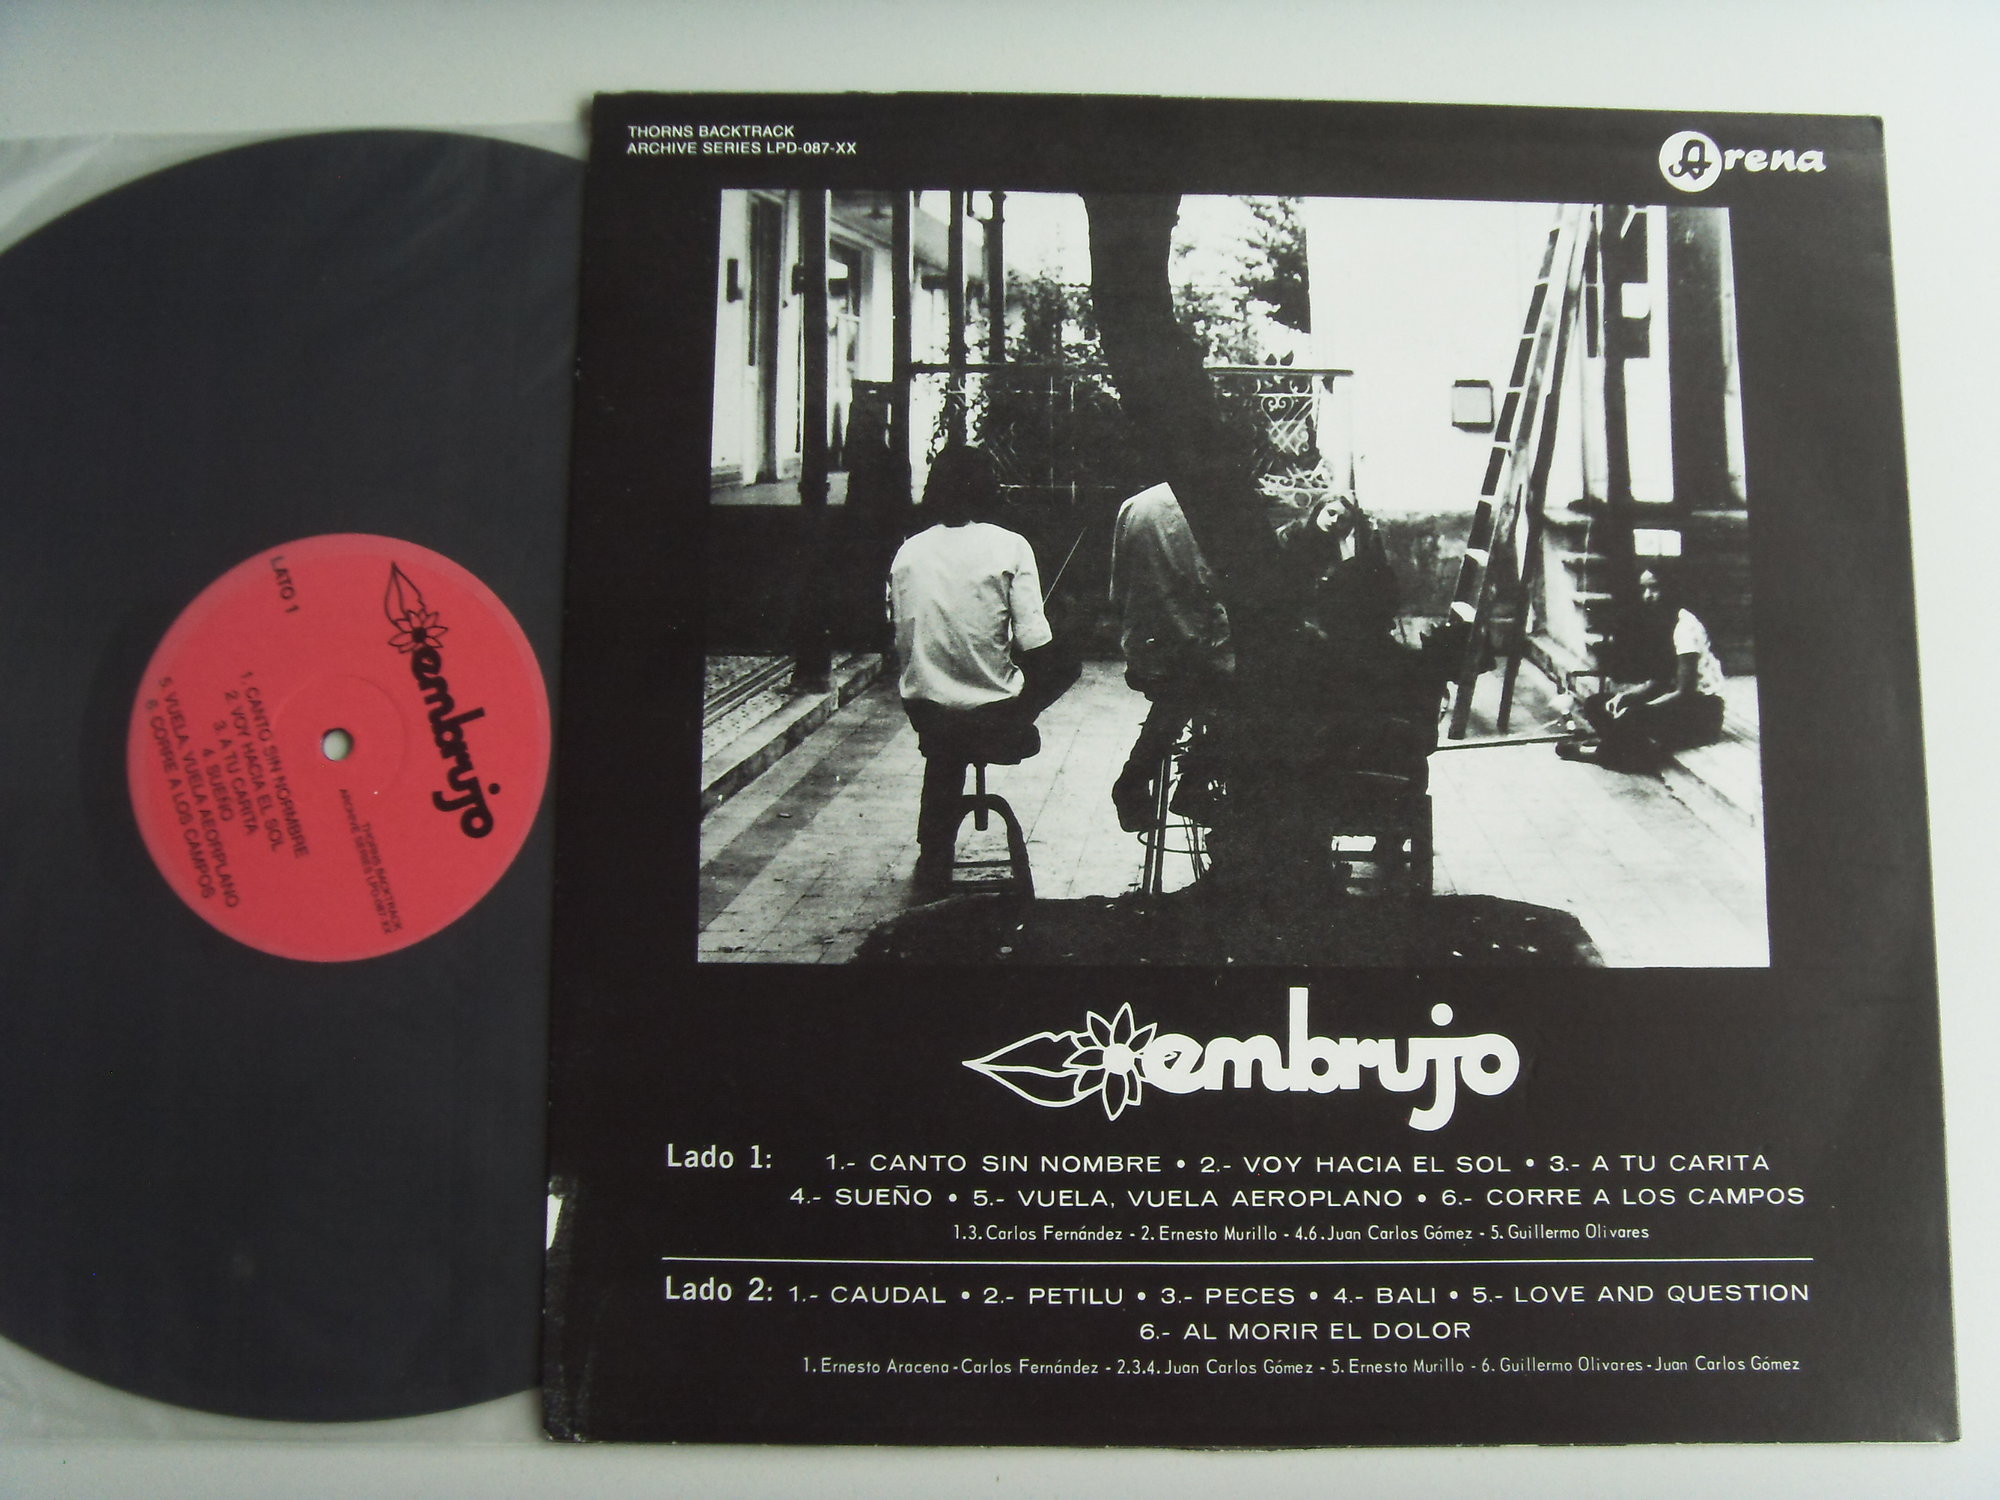 THORNS BACKTRACK
ARCHIVE SERIES LPD-087-XX
Arena
embrujo
Lado 1: 1.- CANTO SIN NOMBRE • 2.- VOY HACIA EL SOL • 3.- A TU CARITA
4.- SUEÑO • 5.- VUELA, VUELA AEROPLANO • 6.- CORRE A LOS CAMPOS
1.3. Carlos Fernández - 2. Ernesto Murillo - 4.6. Juan Carlos Gómez - 5. Guillermo Olivares
Lado 2: 1.- CAUDAL • 2.- PETILU • 3.- PECES • 4.- BALI • 5.- LOVE AND QUESTION
6.- AL MORIR EL DOLOR
1. Ernesto Aracena - Carlos Fernández - 2.3.4. Juan Carlos Gómez - 5. Ernesto Murillo - 6. Guillermo Olivares - Juan Carlos Gómez
embrujo
LATO 1
THORNS BACKTRACK
ARCHIVE SERIES LPD-087-XX
1. CANTO SIN NORMBRE
2. VOY HACIA EL SOL
3. A TU CARITA
4. SUEÑO
5. VUELA, VUELA AEORPLANO
6. CORRE A LOS CAMPOS